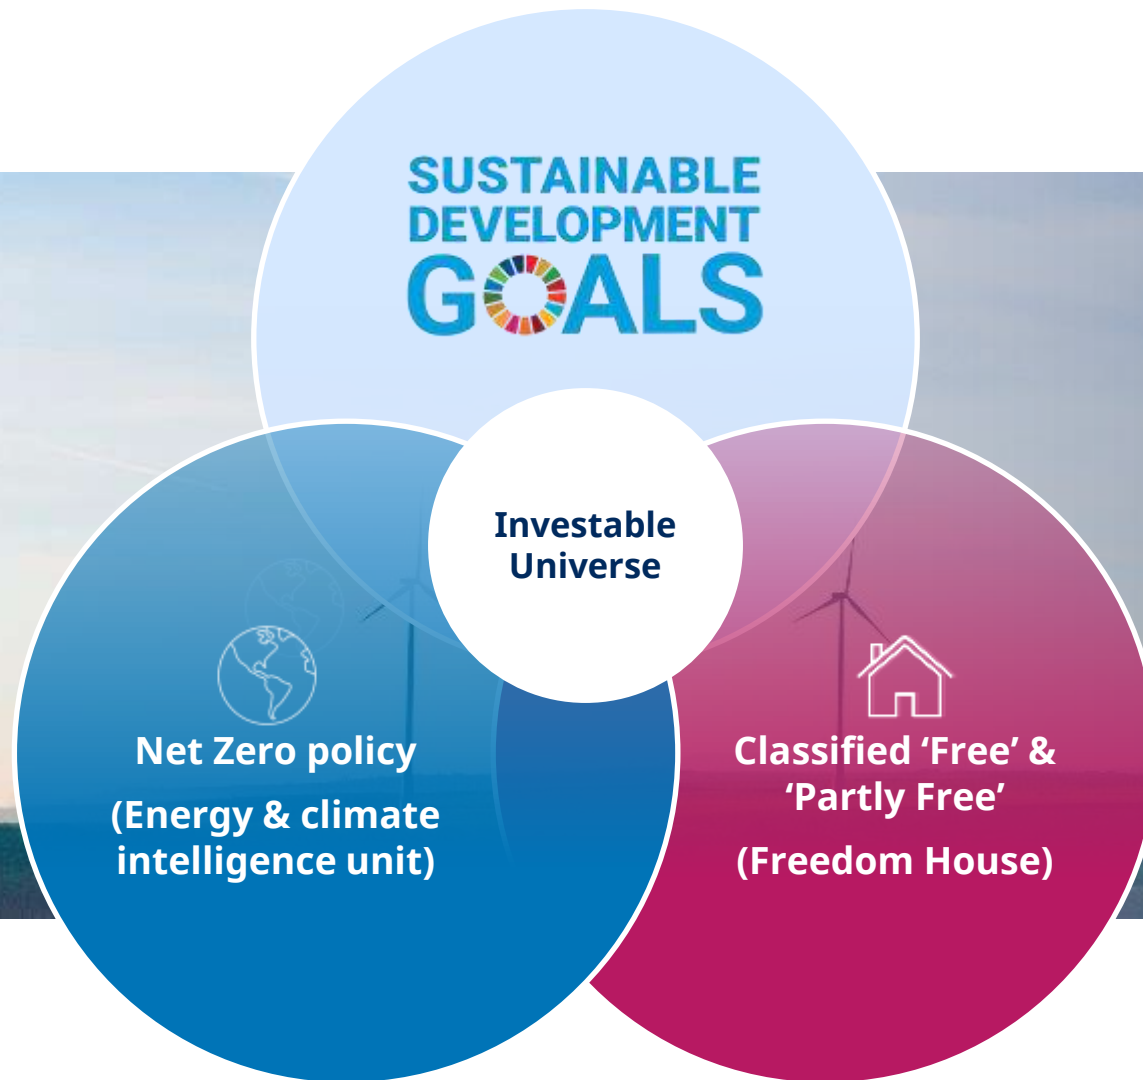 SUSTAINABLE
DEVELOPMENT
GOALS
Investable
Universe
Net Zero policy
(Energy & climate
intelligence unit)
Classified ‘Free’ &
‘Partly Free’
(Freedom House)